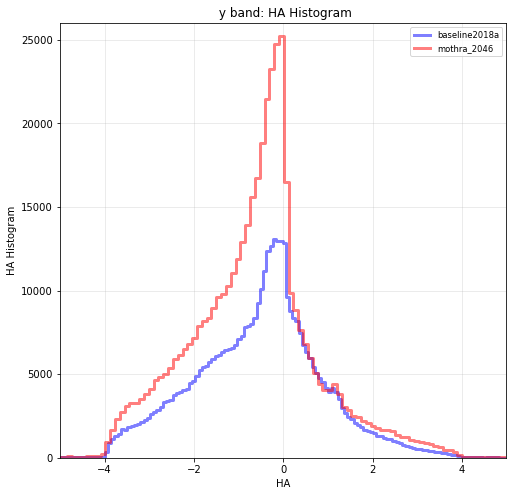 y band: HA Histogram
baseline2018a
mothra_2046
HA Histogram
25000
20000
15000
10000
5000
0
−4
−2
0
2
4
HA